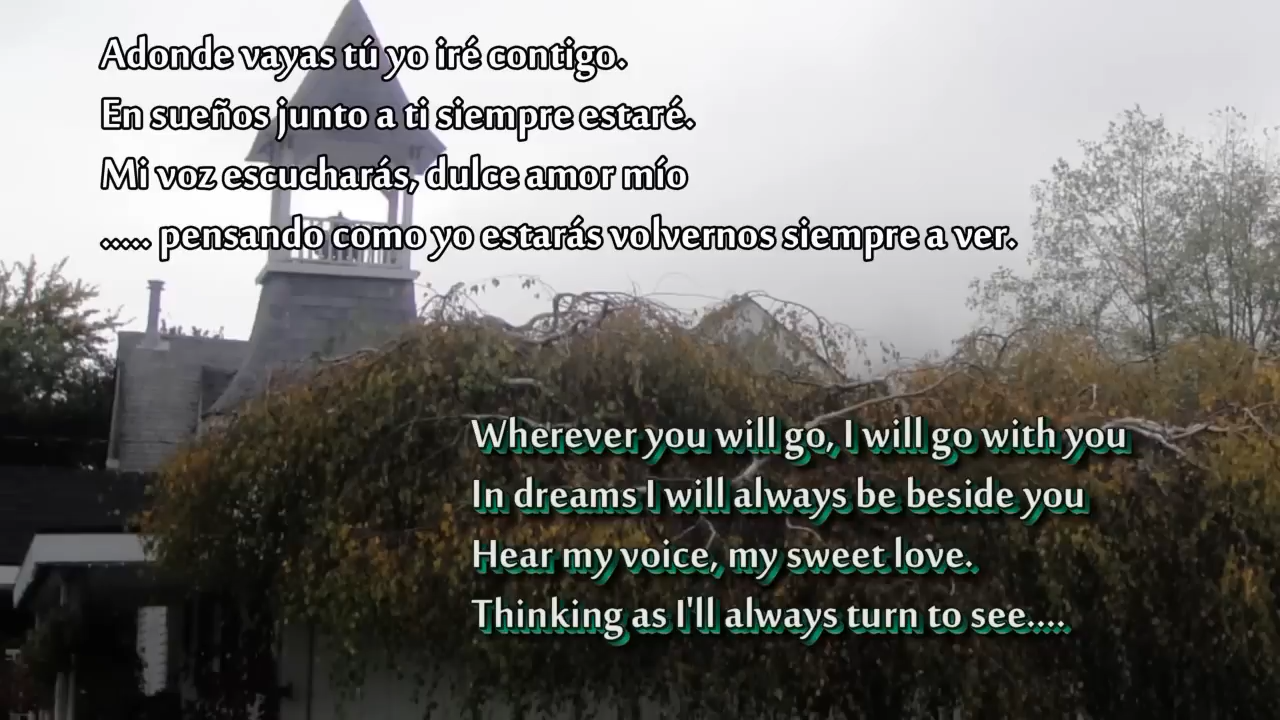 Adonde vayas tú yo iré contigo.
En sueños junto a ti siempre estaré.
Mi voz escucharás, dulce amor mío
..... pensando como yo estarás volvernos siempre a ver.
Wherever you will go, I will go with you
In dreams I will always be beside you
Hear my voice, my sweet love.
Thinking as I'll always turn to see....